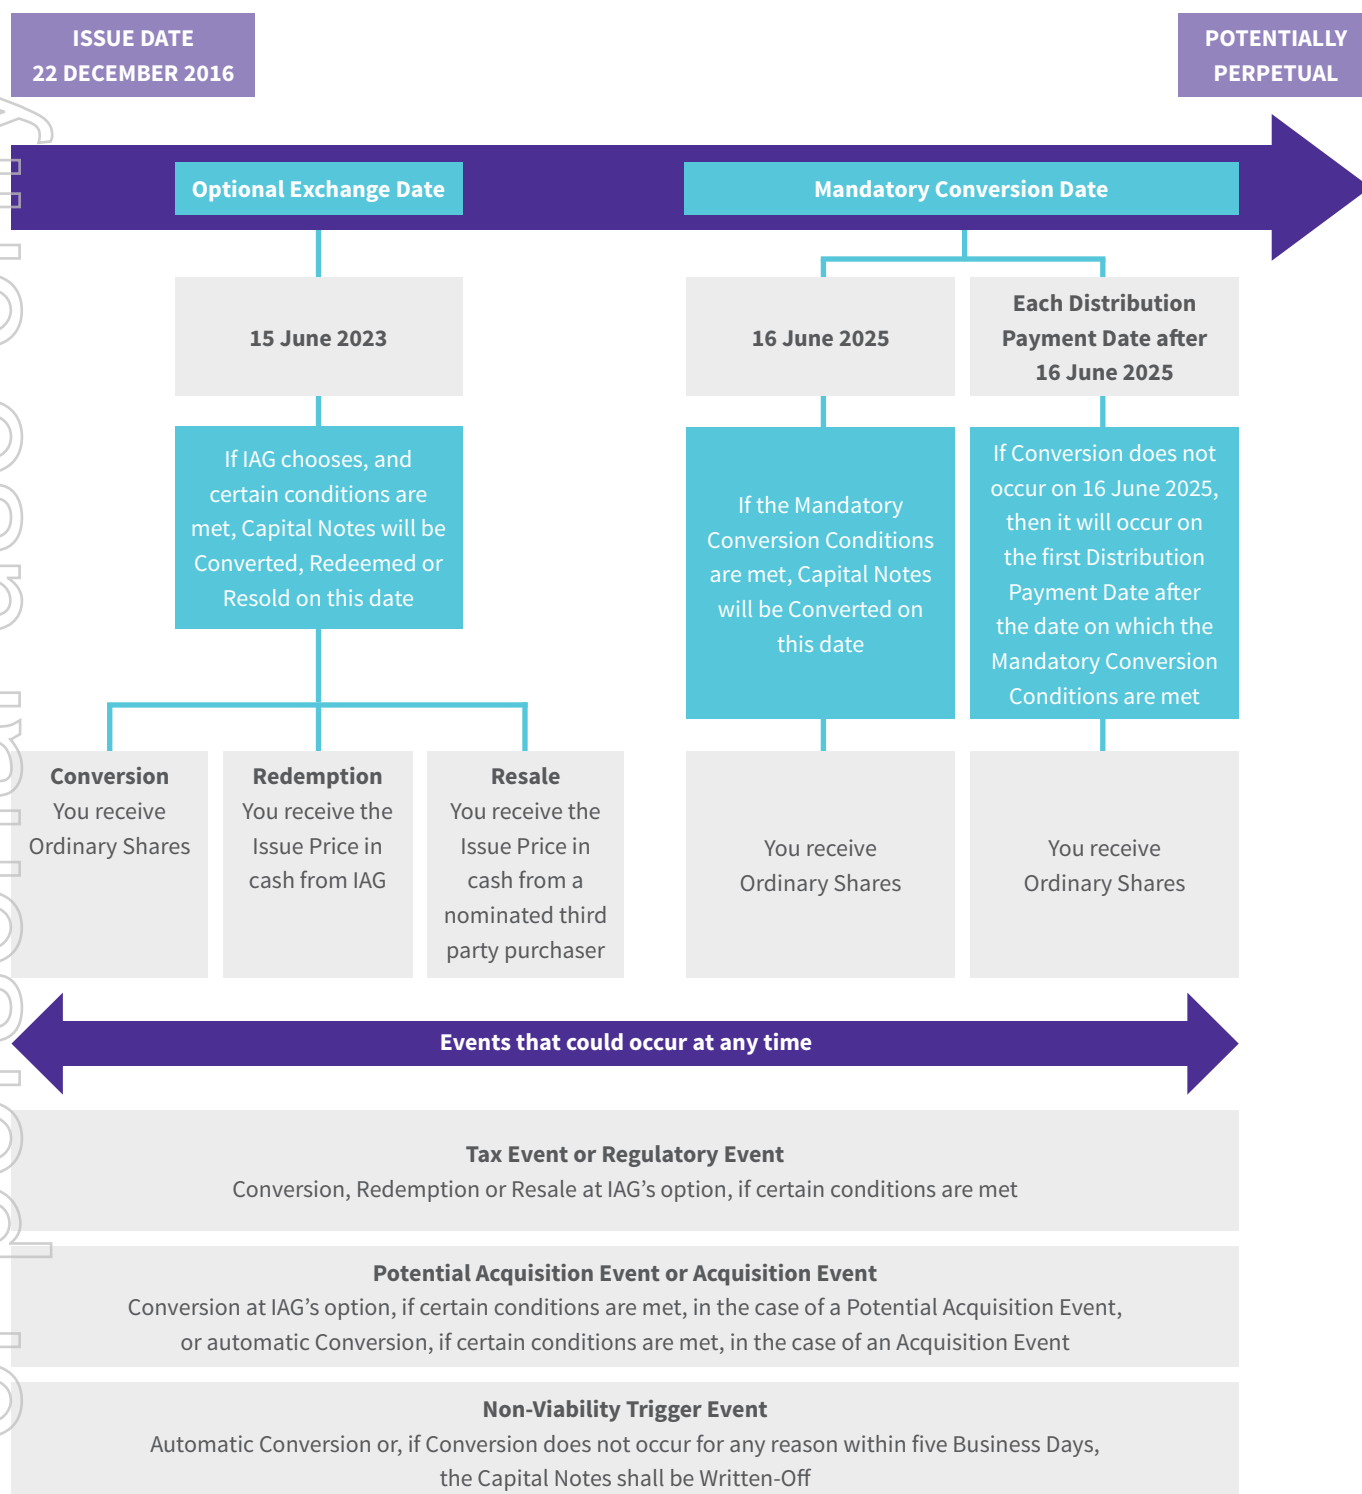 ISSUE DATE
22 DECEMBER 2016
POTENTIALLY
PERPETUAL
Optional Exchange Date
Mandatory Conversion Date
15 June 2023
16 June 2025
Each Distribution
Payment Date after
16 June 2025
If IAG chooses, and
certain conditions are
met, Capital Notes will be
Converted, Redeemed or
Resold on this date
If the Mandatory
Conversion Conditions
are met, Capital Notes
will be Converted on
this date
If Conversion does not
occur on 16 June 2025,
then it will occur on
the first Distribution
Payment Date after
the date on which the
Mandatory Conversion
Conditions are met
Conversion
You receive
Ordinary Shares
Redemption
You receive the
Issue Price in
cash from IAG
Resale
You receive the
Issue Price in
cash from a
nominated third
party purchaser
You receive
Ordinary Shares
You receive
Ordinary Shares
Events that could occur at any time
Tax Event or Regulatory Event
Conversion, Redemption or Resale at IAG's option, if certain conditions are met
Potential Acquisition Event or Acquisition Event
Conversion at IAG's option, if certain conditions are met, in the case of a Potential Acquisition Event,
or automatic Conversion, if certain conditions are met, in the case of an Acquisition Event
Non-Viability Trigger Event
Automatic Conversion or, if Conversion does not occur for any reason within five Business Days,
the Capital Notes shall be Written-Off